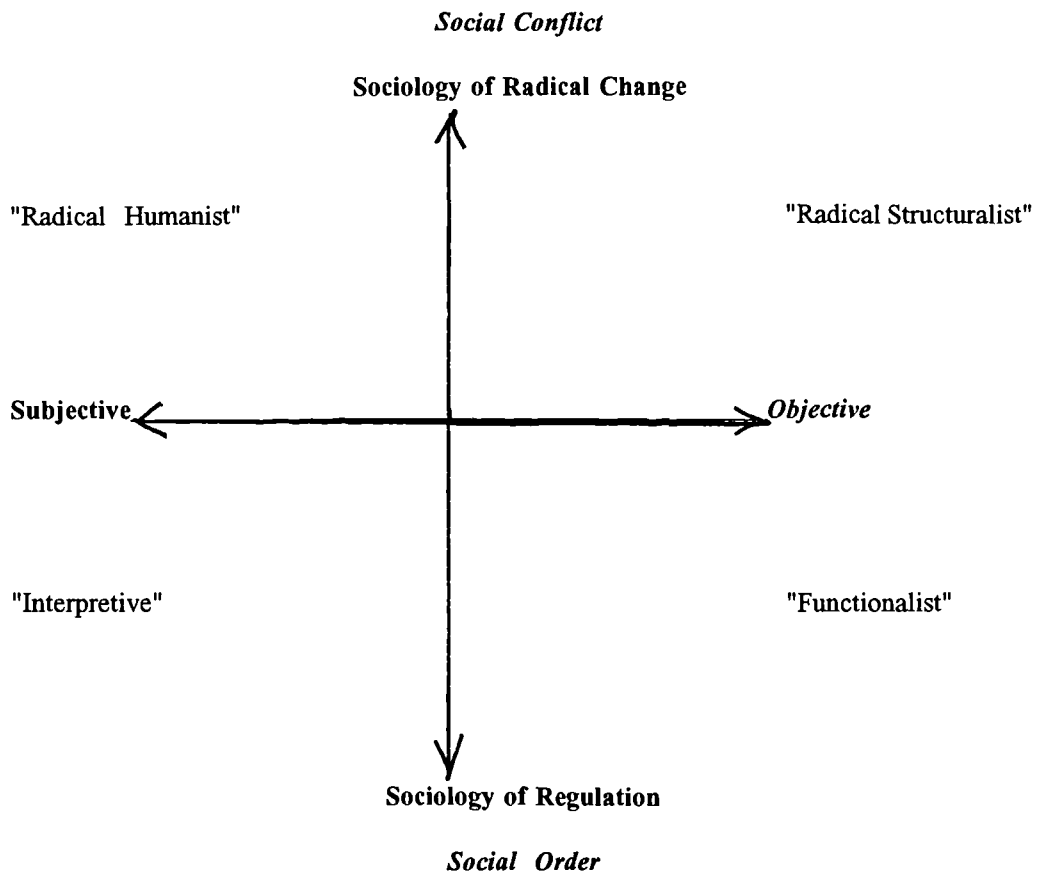 Social Conflict
Sociology of Radical Change
"Radical Humanist"
"Radical Structuralist"
Subjective
Objective
"Interpretive"
"Functionalist"
Sociology of Regulation
Social Order